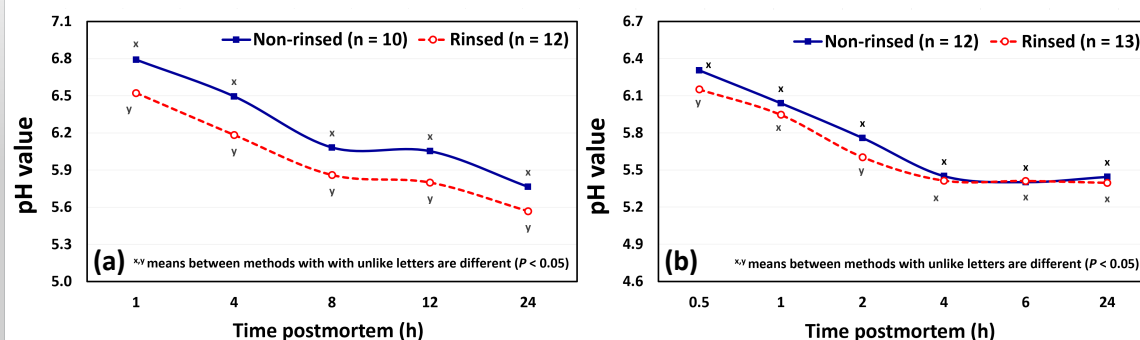 7.1
6.8
6.5
6.2
5.9
5.6
5.3
5.0
pH value
Non-rinsed (n = 10) Rinsed (n = 12)
x
x
x
x
x
y
y
y
y
y
(a) x,y means between methods with with unlike letters are different (P < 0.05)
1 4 8 12 24
Time postmortem (h)
6.7
6.4
6.1
5.8
5.5
5.2
4.9
4.6
pH value
Non-rinsed (n = 12) Rinsed (n = 13)
x
x
x
x
x
x
y
x
y
x
x
x
(b) x,y means between methods with unlike letters are different (P < 0.05)
0.5 1 2 4 6 24
Time postmortem (h)